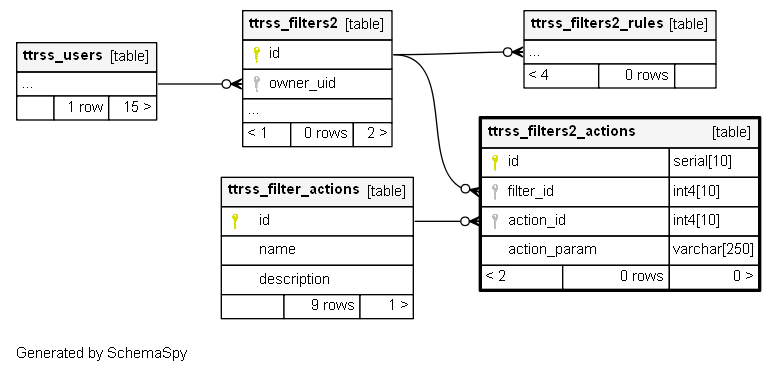 ttrss_users [table]
...
1 row 15 >
ttrss_filters2 [table]
id
owner_uid
...
< 1 0 rows 2 >
ttrss_filters2_rules [table]
...
< 4 0 rows
ttrss_filters2_actions [table]
id serial[10]
filter_id int4[10]
action_id int4[10]
action_param varchar[250]
< 2 0 rows 0 >
ttrss_filter_actions [table]
id
name
description
9 rows 1 >
Generated by SchemaSpy